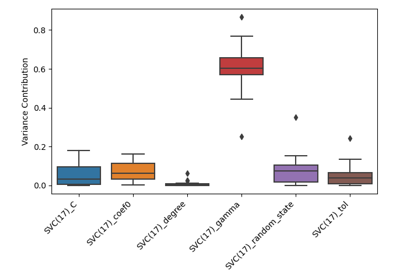 0.8
0.6
0.4
0.2
0.0
Variance Contribution
SVC(17)_C
SVC(17)_coef0
SVC(17)_degree
SVC(17)_gamma
SVC(17)_random_state
SVC(17)_tol